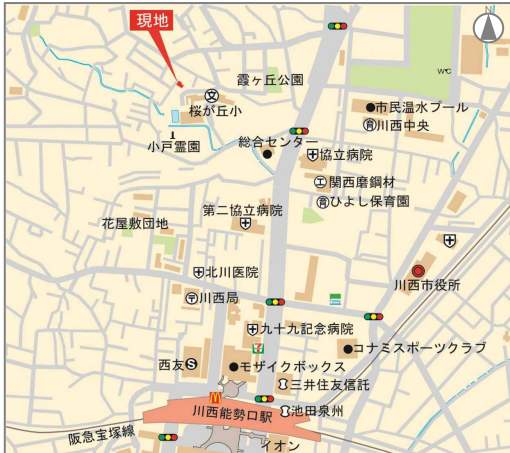 現地
N
霞ヶ丘公園
W℃
文
桜が丘小
市民温水プール
川西中央
小戸霊園
総合センター
協立病院
工
関西磨鋼材
ひよし保育園
第二協立病院
花屋敷団地
北川医院
川西市役所
川西局
九十九記念病院
コナミスポーツクラブ
西友
S
7
モザイクボックス
三井住友信託
M
川西能勢口駅
池田泉州
阪急宝塚線
イオン